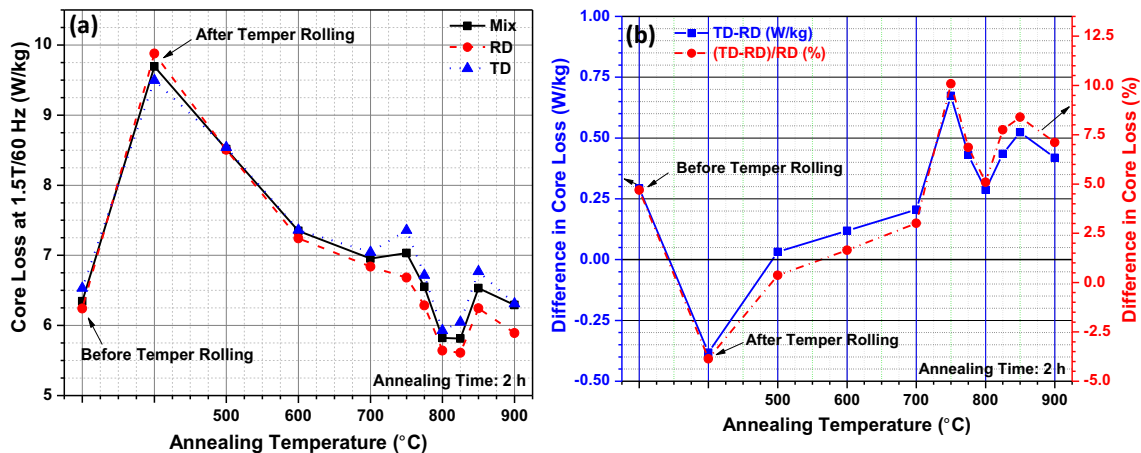 (a)
Mix
RD
TD
After Temper Rolling
Before Temper Rolling
Annealing Time: 2 h
Core Loss at 1.5T/60 Hz (W/kg)
10
9
8
7
6
5
500 600 700 800 900
Annealing Temperature (°C)
(b)
TD-RD (W/kg)
(TD-RD)/RD (%)
Before Temper Rolling
After Temper Rolling
Annealing Time: 2 h
Difference in Core Loss (W/kg)
1.00
0.75
0.50
0.25
0.00
-0.25
-0.50
500 600 700 800 900
Annealing Temperature (°C)
12.5
10.0
7.5
5.0
2.5
0.0
-2.5
-5.0
Difference in Core Loss (%)